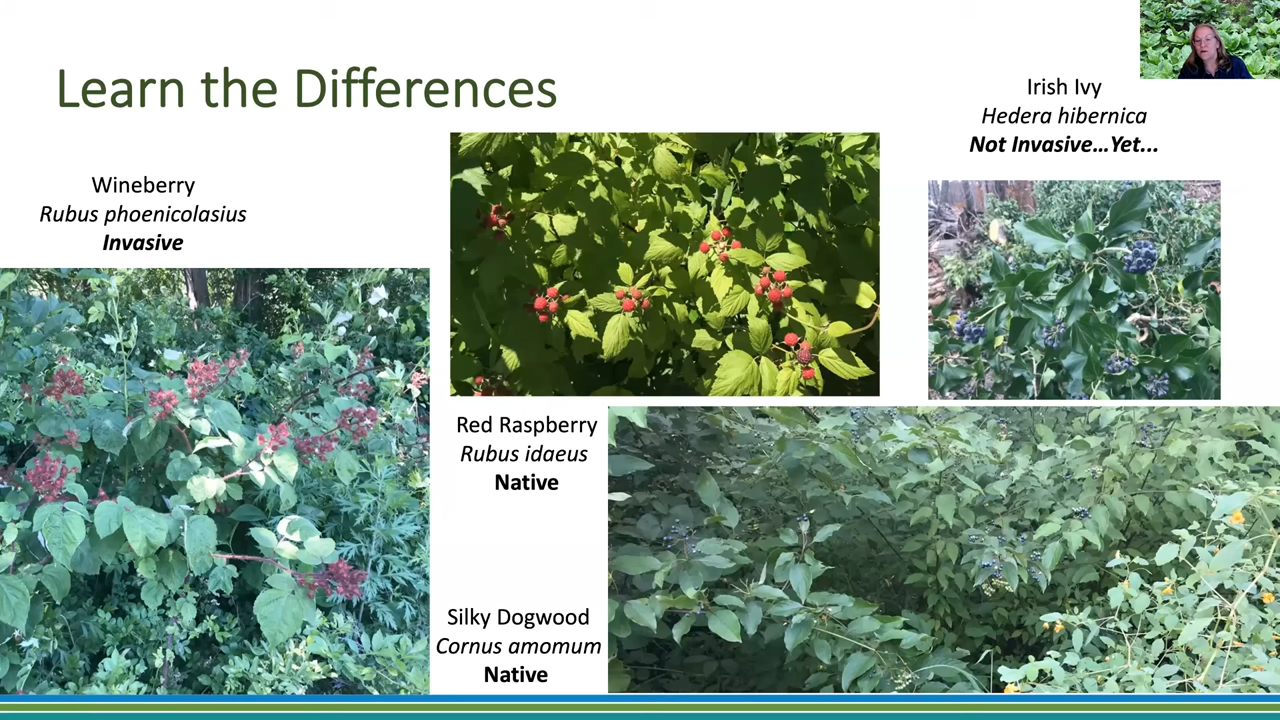 Learn the Differences
Irish Ivy
Hedera hibernica
Not Invasive...Yet...
Wineberry
Rubus phoenicolasius
Invasive
Red Raspberry
Rubus idaeus
Native
Silky Dogwood
Cornus amomum
Native